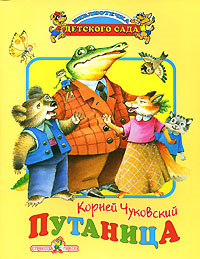 БИБЛИОТЕЧКА
ДЕТСКОГО САДА
Корней Чуковский
ПУТАНИЦА